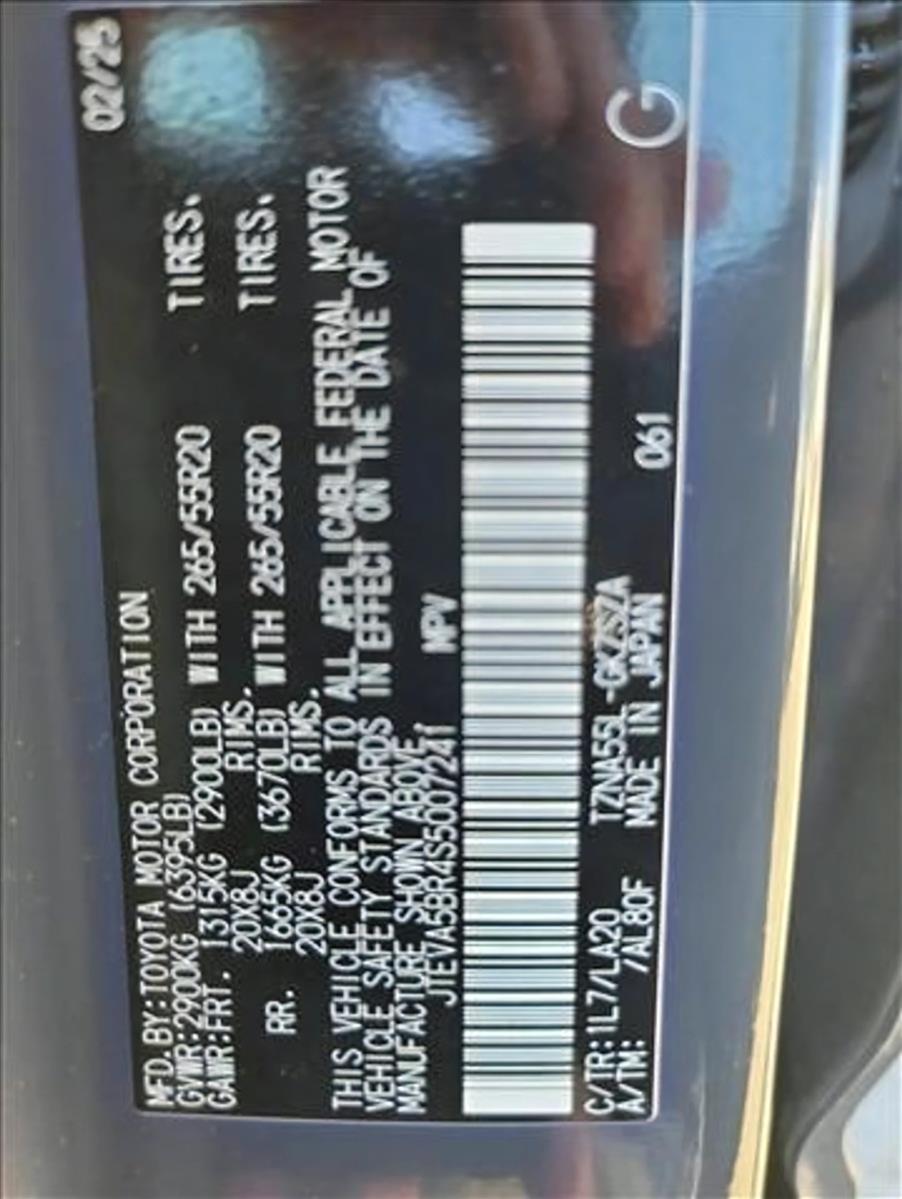 MFD. BY: TOYOTA MOTOR CORPORATION 02/25
GVWR: 2900KG (6395LB)
GAWR: FRT. 1315KG (2900LB) WITH 265/55R20 TIRES.
20X8J RIMS.
RR. 1665KG (3670LB) WITH 265/55R20 TIRES.
20X8J RIMS.
THIS VEHICLE CONFORMS TO ALL APPLICABLE FEDERAL MOTOR
VEHICLE SAFETY STANDARDS IN EFFECT ON THE DATE OF
MANUFACTURE SHOWN ABOVE.
JTEVA5BR4S5007241 MPV
C/TR: 1L7/LA20 TZNA55L-GKZSZA G
A/TM: /AL80F MADE IN JAPAN 061